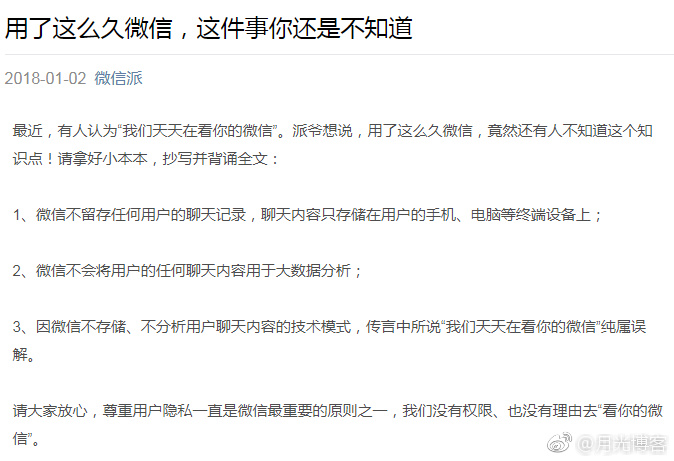 用了这么久微信，这件事你还是不知道
2018-01-02 微信派
最近，有人认为“我们天天在看你的微信”。派爷想说，用了这么久微信，竟然还有人不知道这个知
识点！请拿好小本本，抄写并背诵全文：
1、微信不留存任何用户的聊天记录，聊天内容只存储在用户的手机、电脑等终端设备上；
2、微信不会将用户的任何聊天内容用于大数据分析；
3、因微信不存储、不分析用户聊天内容的技术模式，传言中所说“我们天天在看你的微信”纯属误
解。
请大家放心，尊重用户隐私一直是微信最重要的原则之一，我们没有权限、也没有理由去“看你的微
信”。
@月光博客